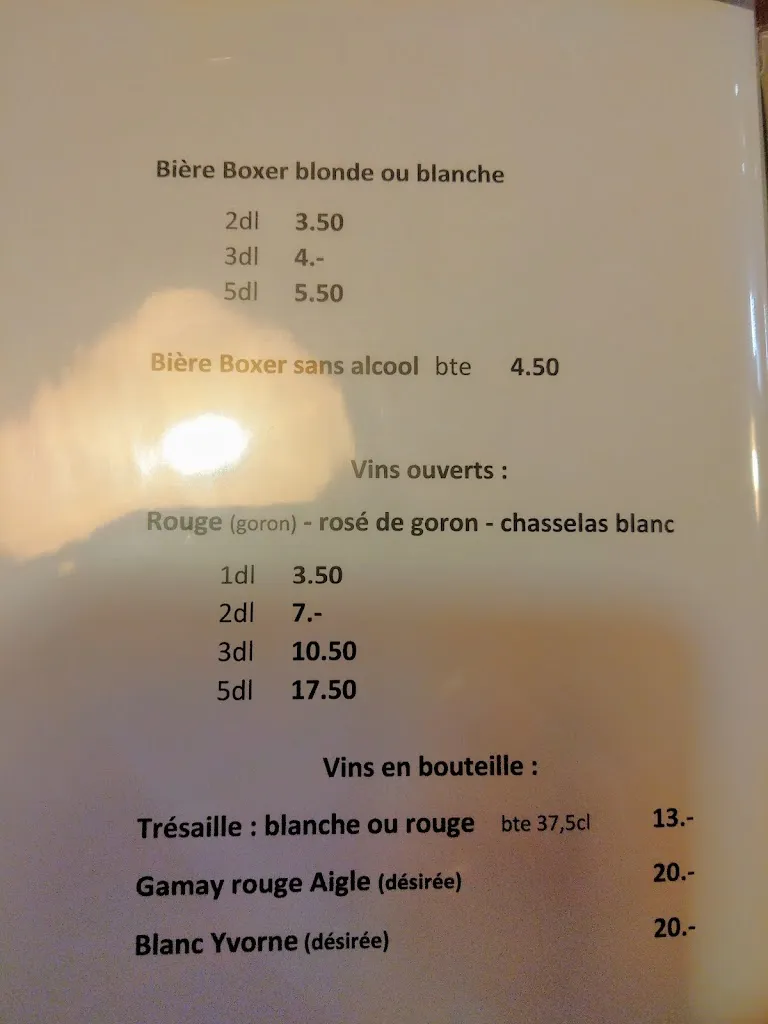 Bière Boxer blonde ou blanche
2dl 3.50
3dl 4.-
5dl 5.50
Bière Boxer sans alcool bte 4.50
Vins ouverts :
Rouge (goron) - rosé de goron - chasselas blanc
1dl 3.50
2dl 7.-
3dl 10.50
5dl 17.50
Vins en bouteille :
Trésaille : blanche ou rouge bte 37,5cl 13.-
Gamay rouge Aigle (désirée) 20.-
Blanc Yvorne (désirée) 20.-